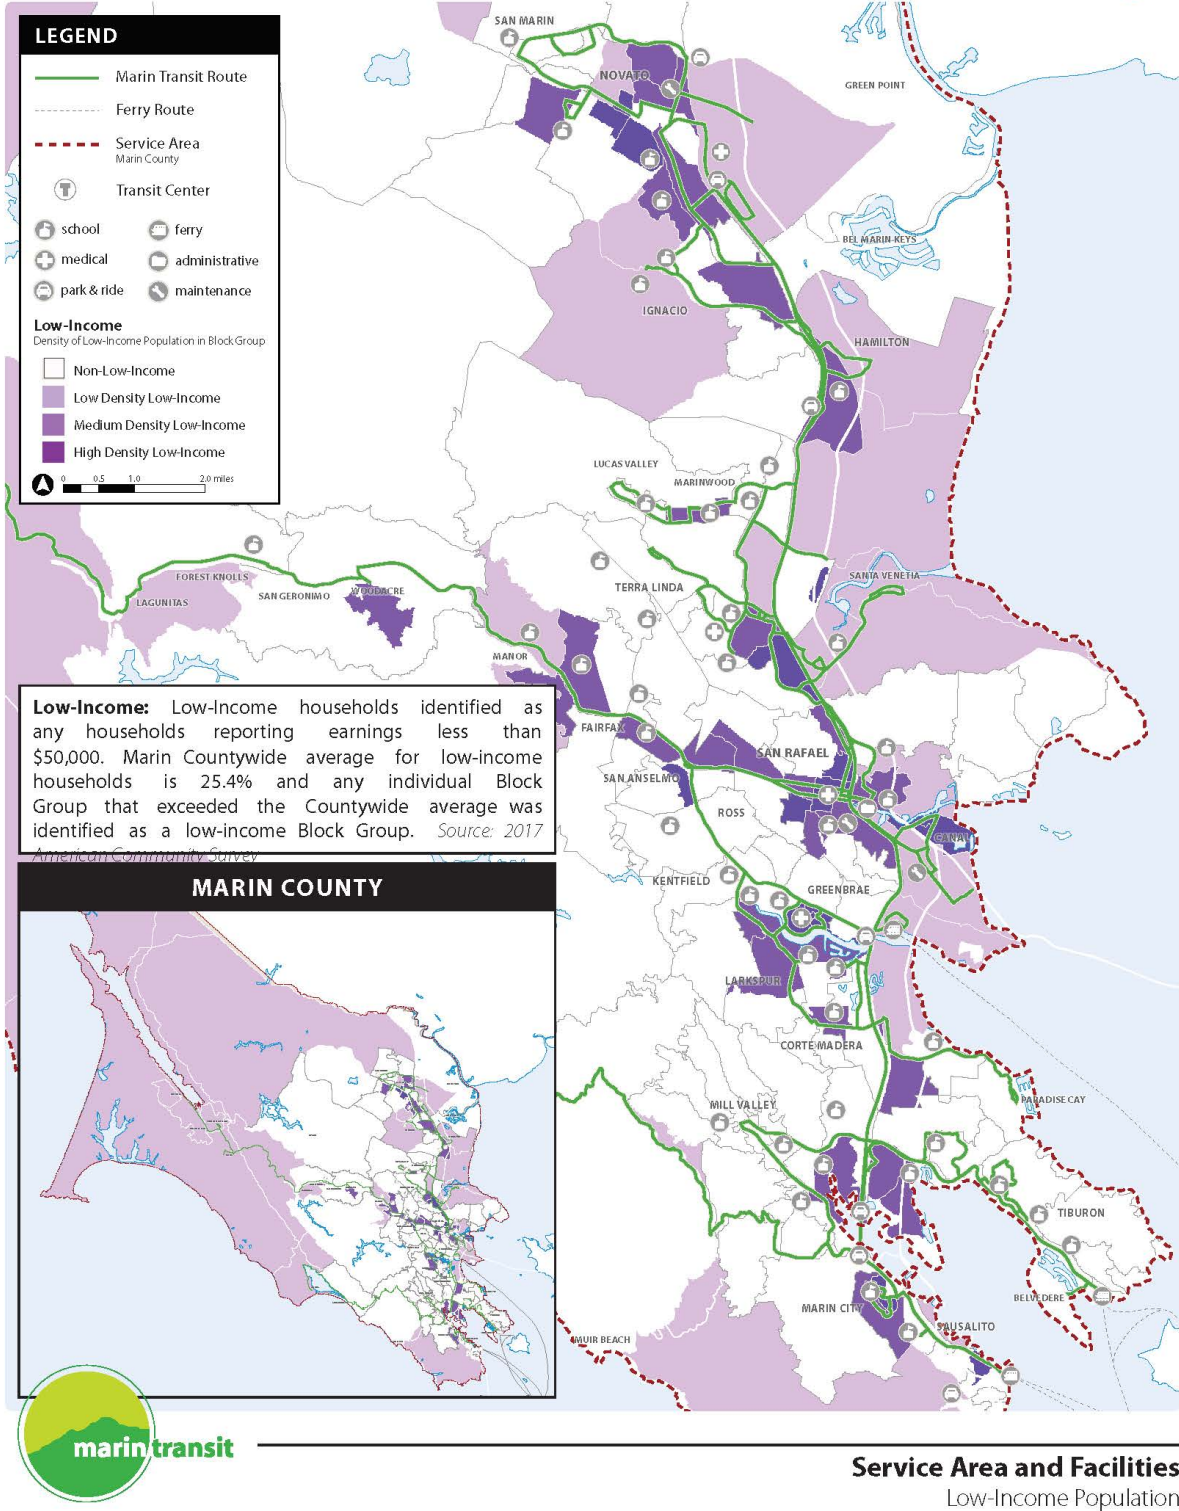 LEGEND
Marin Transit Route
Ferry Route
Service Area
Marin County
Transit Center
school
ferry
medical
administrative
park & ride
maintenance
Low-Income
Density of Low-Income Population in Block Group
Non-Low-Income
Low Density Low-Income
Medium Density Low-Income
High Density Low-Income
0 0.5 1.0 2.0 miles
SAN MARIN
NOVATO
GREEN POINT
BEL MARIN KEYS
IGNACIO
HAMILTON
LUCAS VALLEY
MARINWOOD
FOREST KNOLLS
LAGUNITAS
SAN GERONIMO
WOODACRE
TERRA LINDA
SANTA VENETIA
MANOR
FAIRFAX
SAN ANSELMO
SAN RAFAEL
ROSS
CANAL
KENTFIELD
GREENBRAE
LARKSPUR
CORTE MADERA
MILL VALLEY
PARADISE CAY
TIBURON
BELVEDERE
MARIN CITY
SAUSALITO
MUIR BEACH
Low-Income: Low-Income households identified as
any households reporting earnings less than
$50,000. Marin Countywide average for low-income
households is 25.4% and any individual Block
Group that exceeded the Countywide average was
identified as a low-income Block Group. Source: 2017
American Community Survey
MARIN COUNTY
marintransit
Service Area and Facilities
Low-Income Population